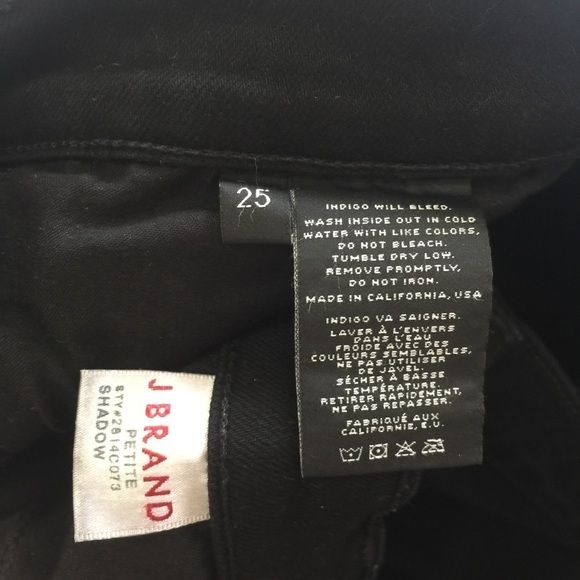 25
INDIGO WILL BLEED.
WASH INSIDE OUT IN COLD
WATER WITH LIKE COLORS,
DO NOT BLEACH.
TUMBLE DRY LOW.
REMOVE PROMPTLY,
DO NOT IRON.
MADE IN CALIFORNIA, USA
INDIGO VA SAIGNER.
LAVER À L'ENVERS
DANS L'EAU
FROIDE AVEC DES
COULEURS SEMBLABLES,
NE PAS UTILISER
DE JAVEL.
SÉCHER À BASSE
TEMPÉRATURE.
RETIRER RAPIDEMENT,
NE PAS REPASSER.
FABRIQUÉ AUX
CALIFORNIE, É.U.
J BRAND
PETITE
STY#2814C073
SHADOW